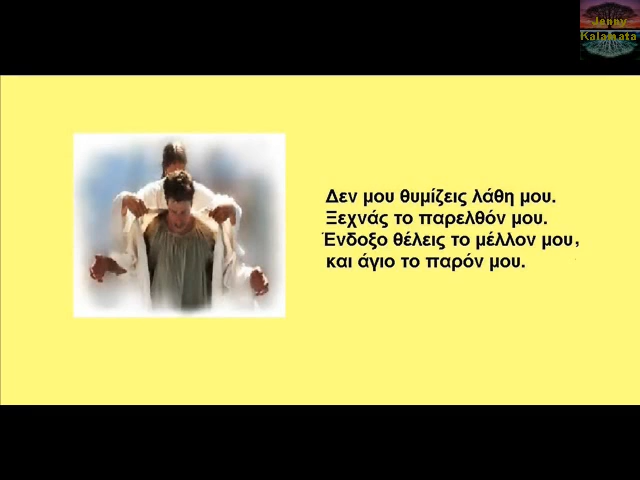 Jenny
Kalamata
Δεν μου θυμίζεις λάθη μου.
Ξεχνάς το παρελθόν μου.
Ένδοξο θέλεις το μέλλον μου,
και άγιο το παρόν μου.